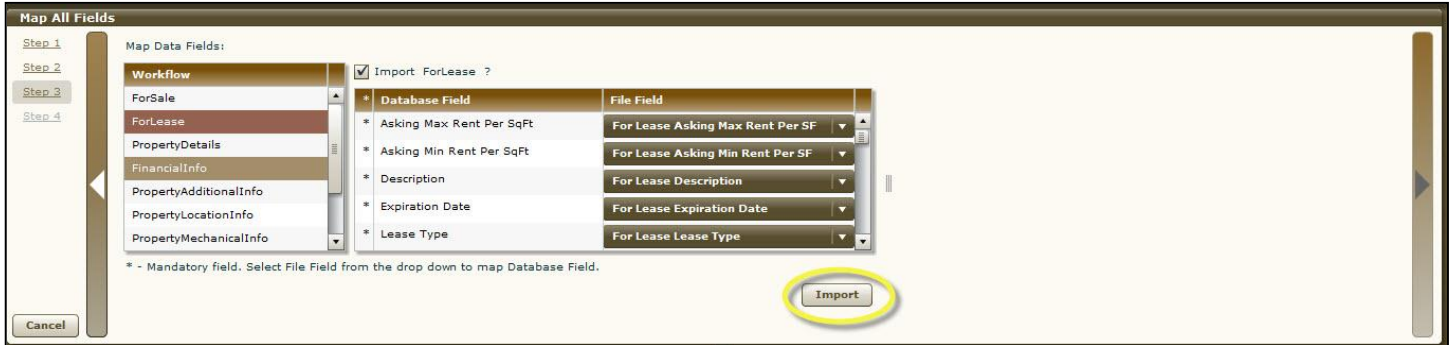 Map All Fields
Step 1
Step 2
Step 3
Step 4
Cancel
Map Data Fields:
Workflow
ForSale
ForLease
PropertyDetails
FinancialInfo
PropertyAdditionalInfo
PropertyLocationInfo
PropertyMechanicalInfo
Import ForLease ?
* Database Field File Field
* Asking Max Rent Per SqFt For Lease Asking Max Rent Per SF
* Asking Min Rent Per SqFt For Lease Asking Min Rent Per SF
* Description For Lease Description
* Expiration Date For Lease Expiration Date
* Lease Type For Lease Lease Type
* - Mandatory field. Select File Field from the drop down to map Database Field.
Import